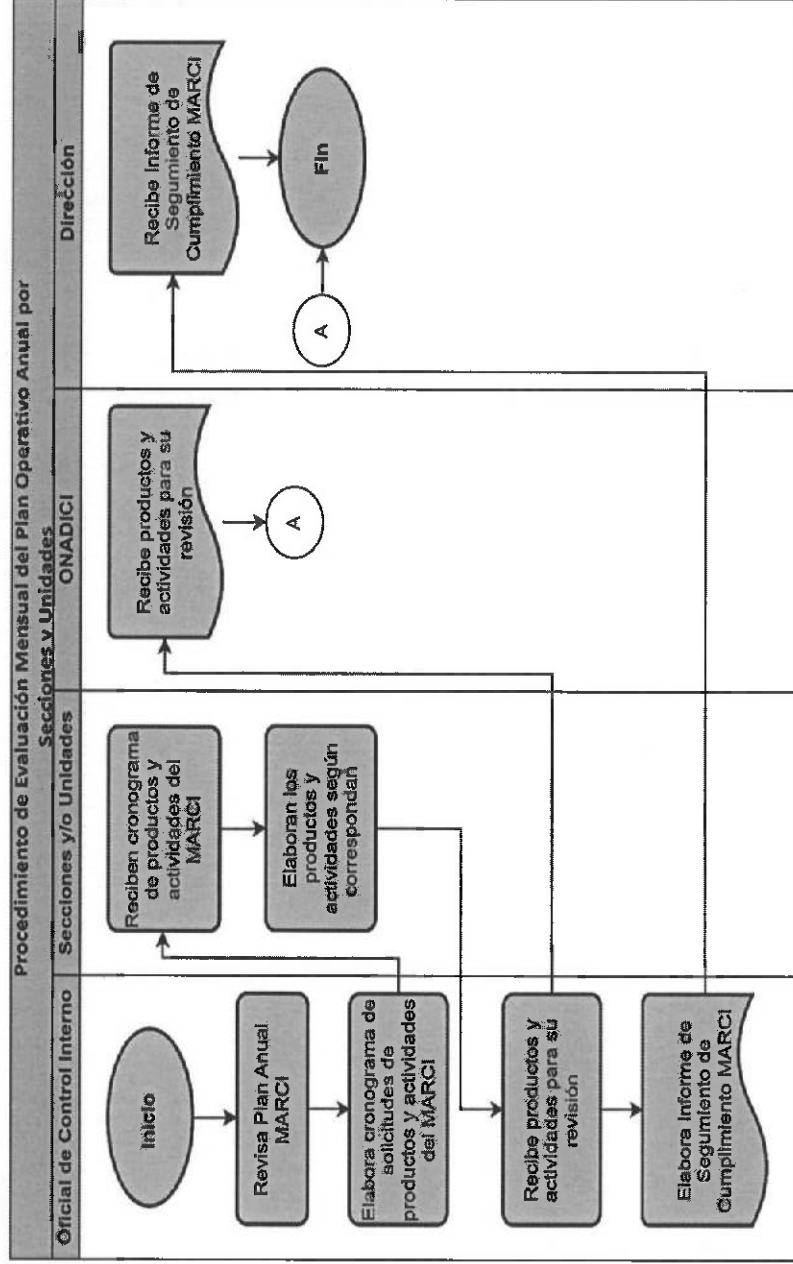 Procedimiento de Evaluación Mensual del Plan Operativo Anual por
Secciones y Unidades
Oficial de Control Interno
Secciones y/o Unidades
ONADICI
Dirección
Inicio
Revisa Plan Anual
MARCI
Elabora cronograma de
solicitudes de
productos y actividades
del MARCI
Recibe productos y
actividades para su
revisión
Elabora Informe de
Segumiento de
Cumplimiento MARCI
Reciben cronograma
de productos y
actividades del
MARCI
Elaboran los
productos y
actividades según
correspondan
Recibe productos y
actividades para su
revisión
A
Recibe Informe de
Segumiento de
Cumplimiento MARCI
A
Fin